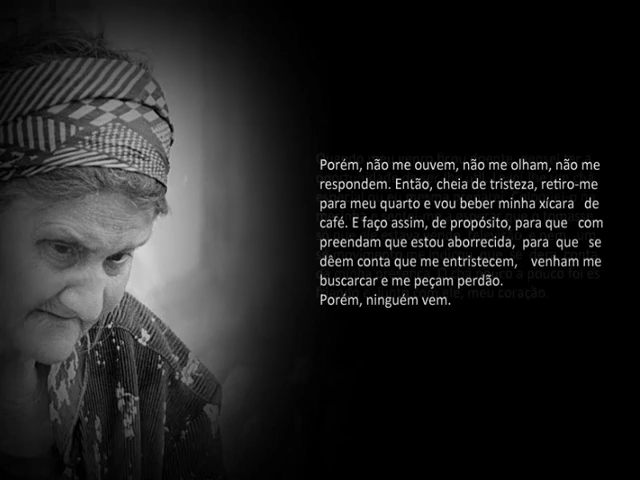 Porém, não me ouvem, não me olham, não me
respondem. Então, cheia de tristeza, retiro-me
para meu quarto e vou beber minha xícara de
café. E faço assim, de propósito, para que com
preendam que estou aborrecida, para que se
dêem conta que me entristecem, venham me
buscarcar e me peçam perdão.
Porém, ninguém vem.